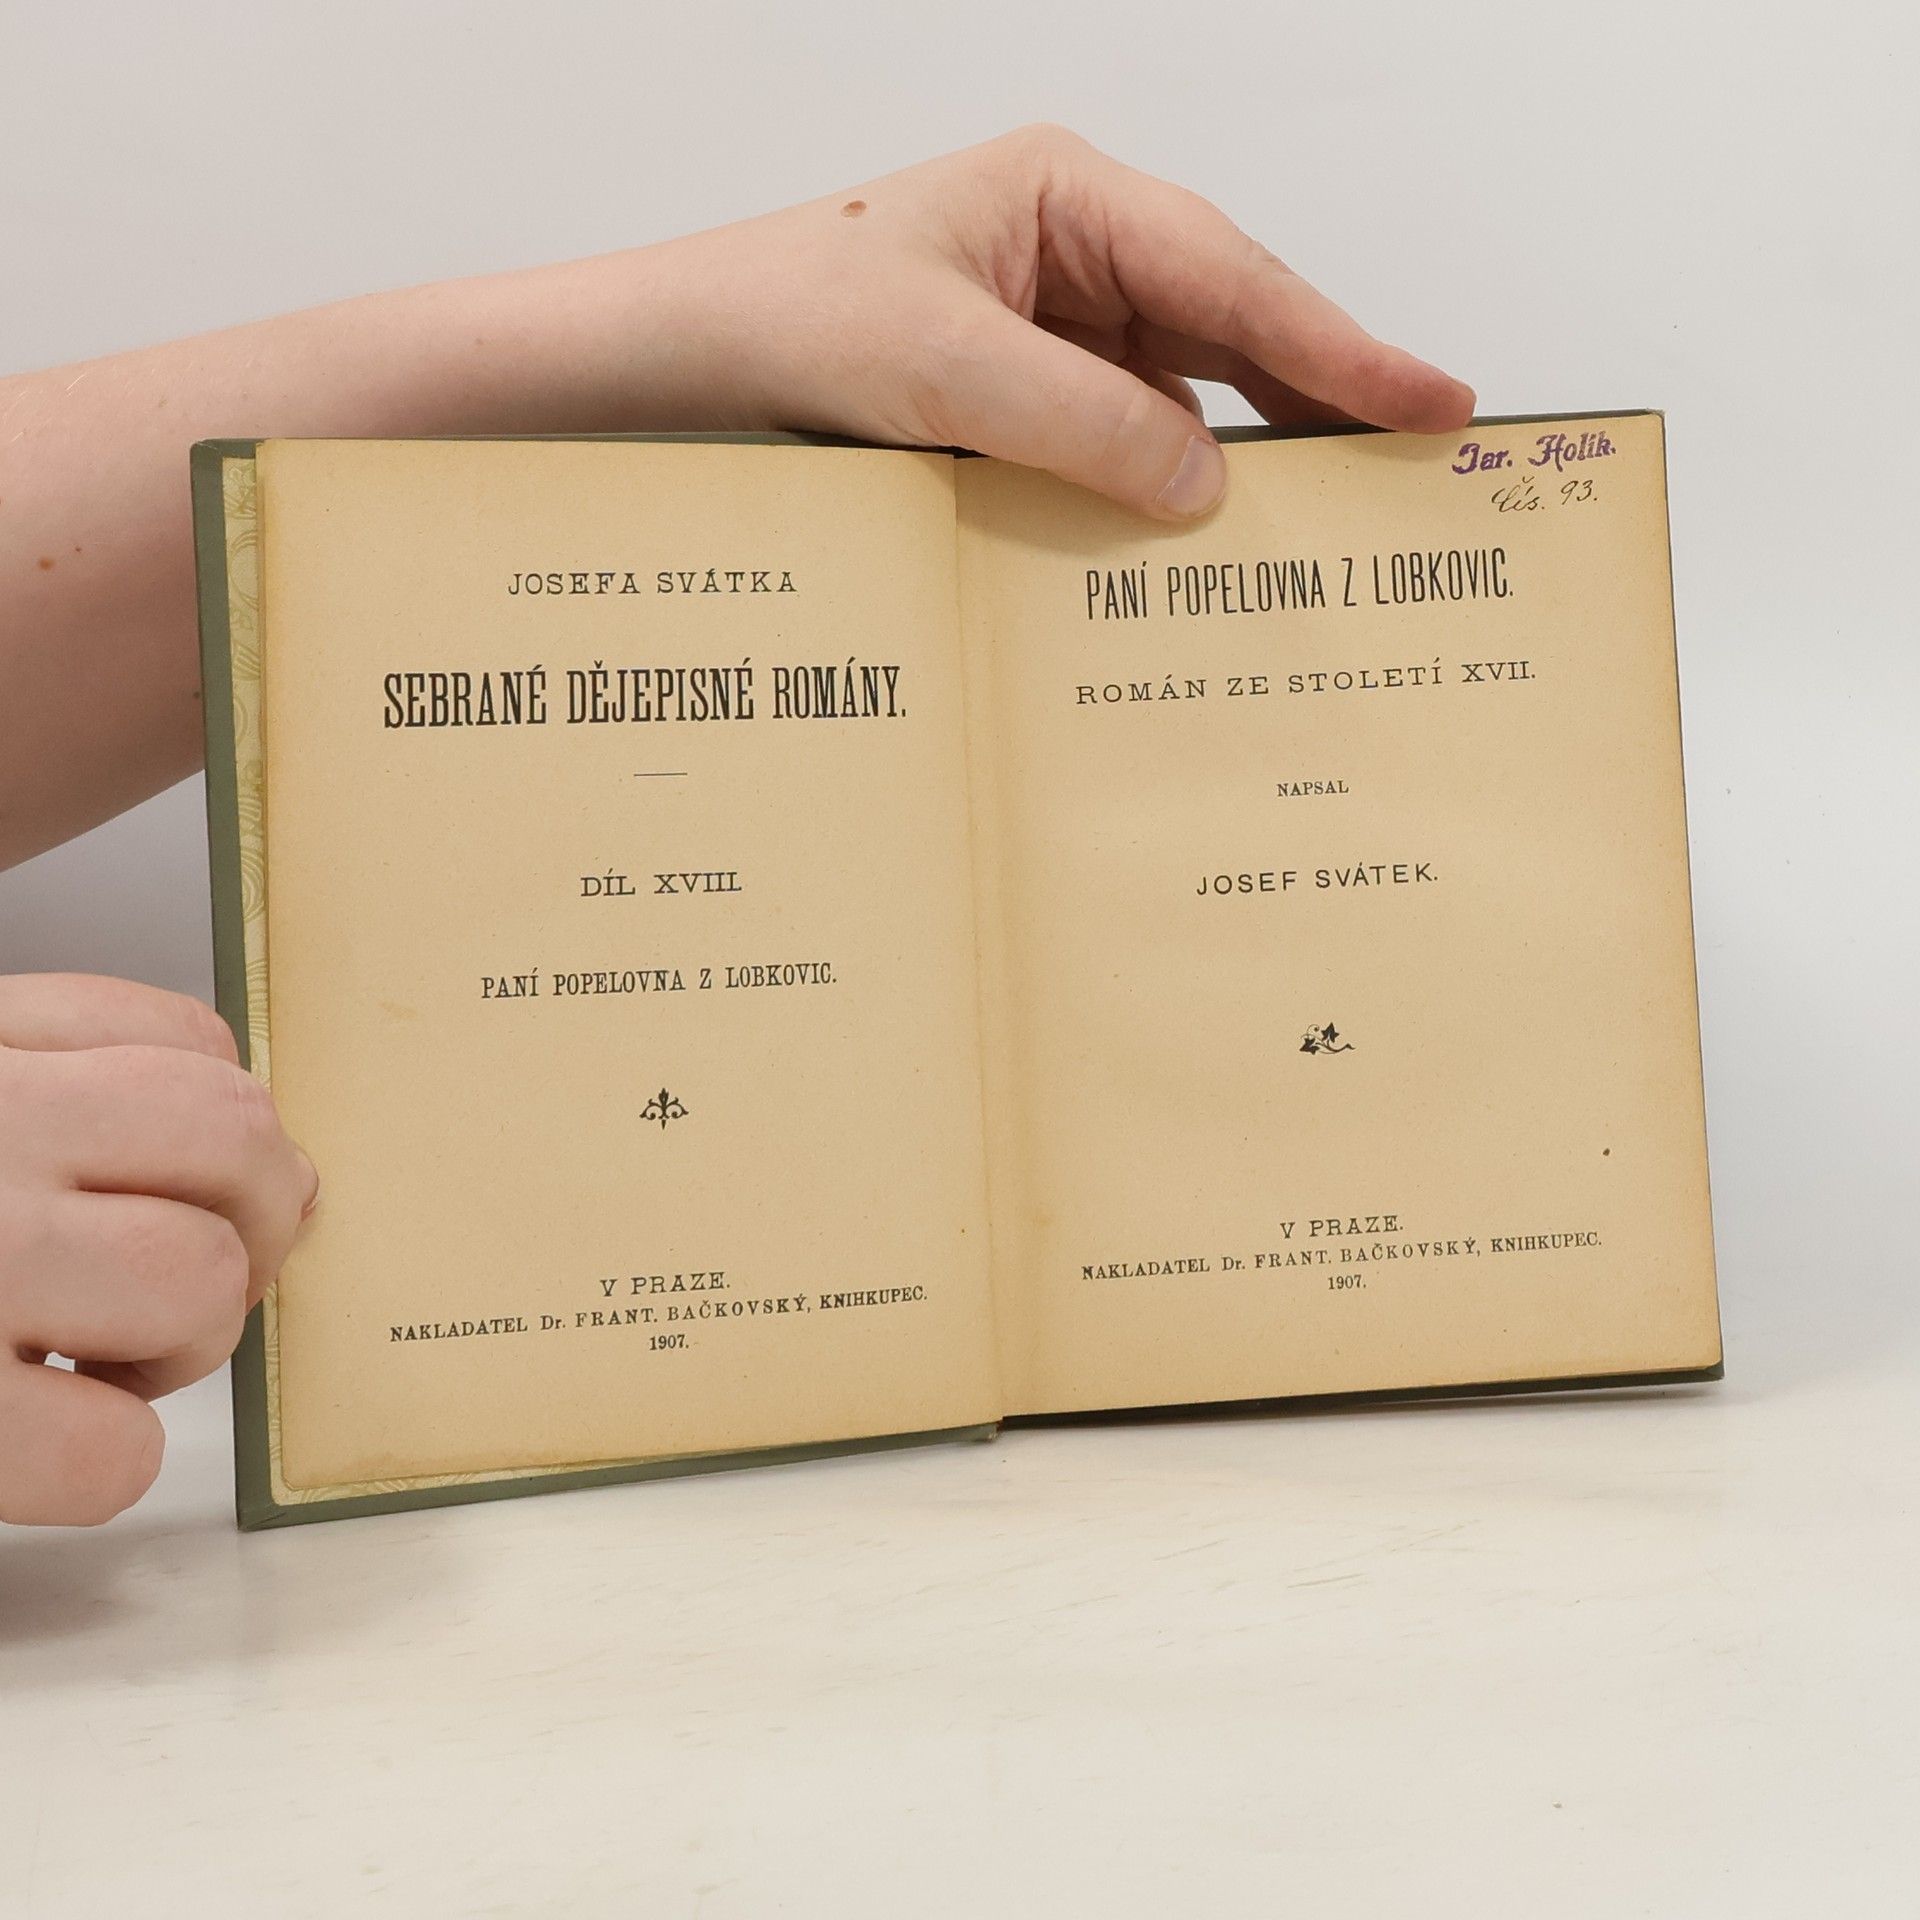 JOSEFA SVÁTKA
SEBRANÉ DĚJEPISNÉ ROMÁNY.
DÍL XVIII.
PANÍ POPELOVNA Z LOBKOVIC.
V PRAZE.
NAKLADATEL Dr. FRANT. BAČKOVSKÝ, KNIHKUPEC.
1907.
Jar. Holík.
Čís. 93.
PANÍ POPELOVNA Z LOBKOVIC.
ROMÁN ZE STOLETÍ XVII.
NAPSAL
JOSEF SVÁTEK.
V PRAZE.
NAKLADATEL Dr. FRANT. BAČKOVSKÝ, KNIHKUPEC.
1907.